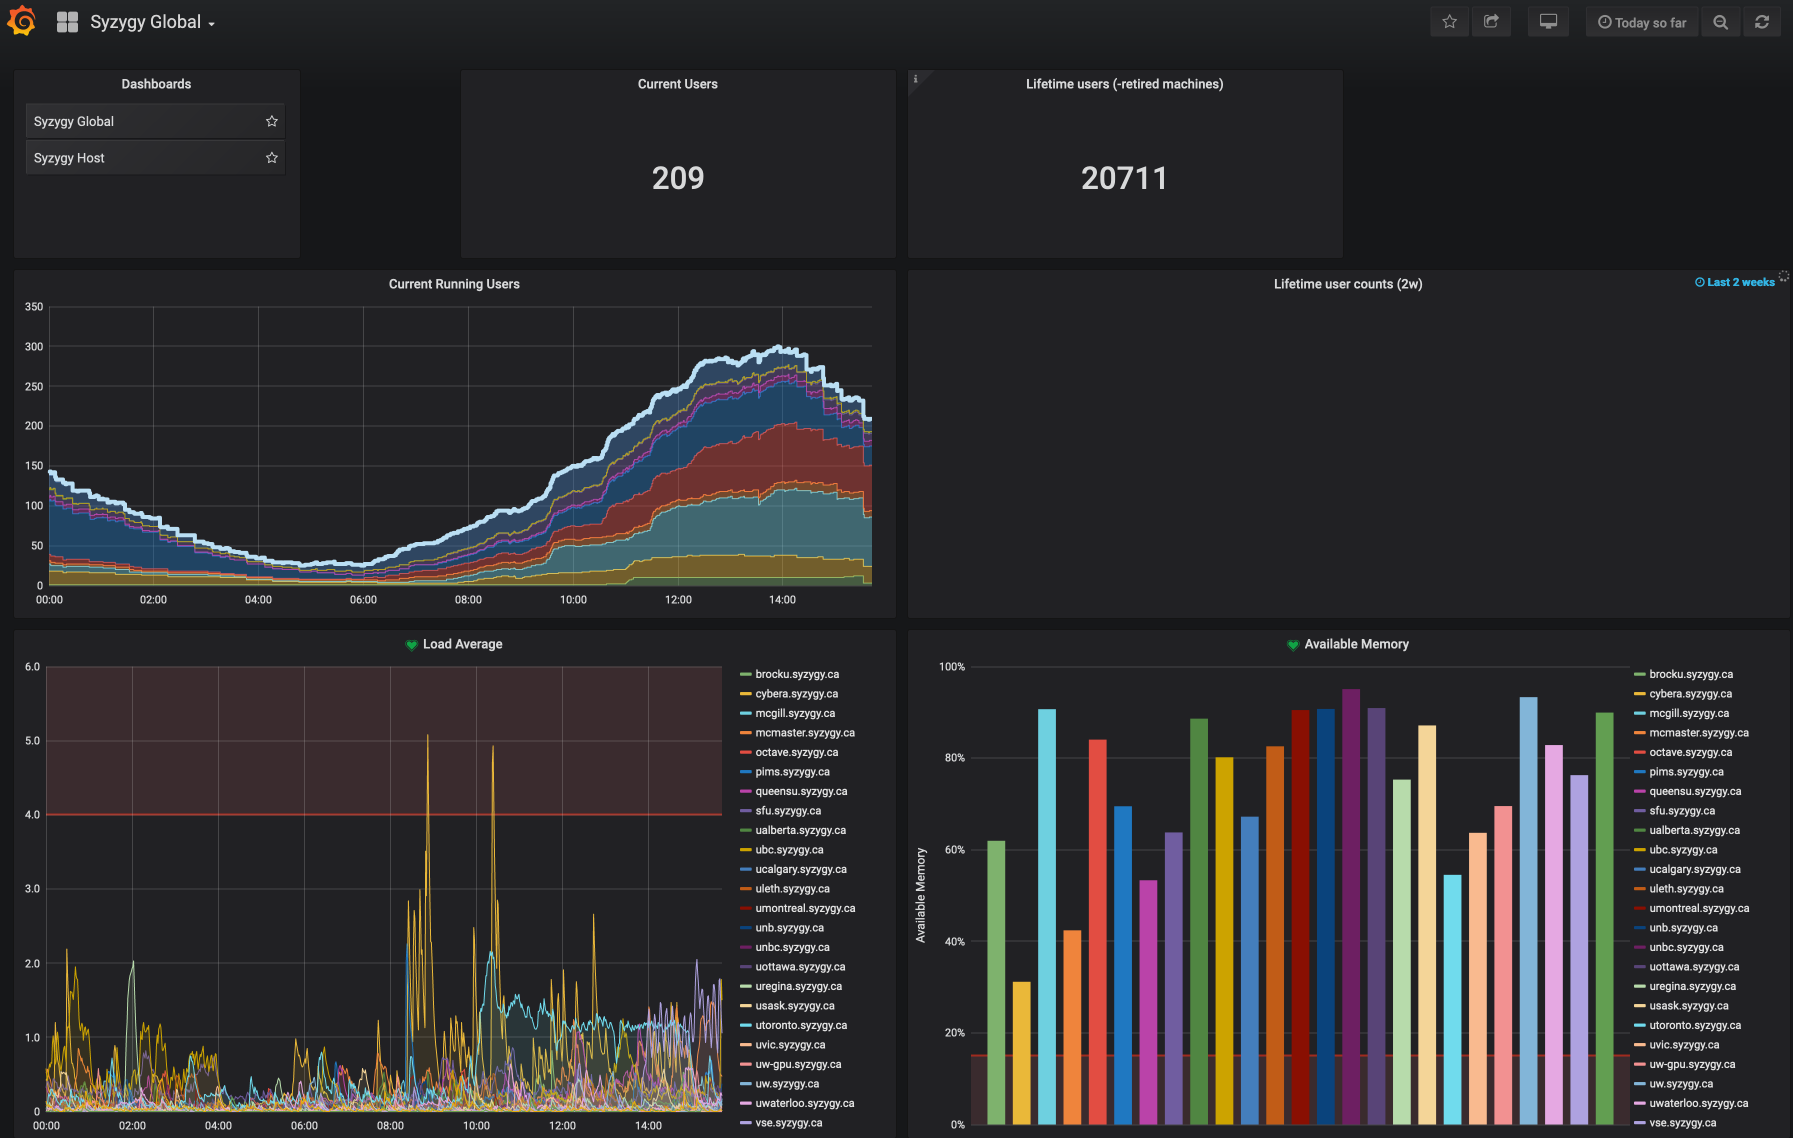 Syzygy Global
Today so far
Dashboards
Syzygy Global
Syzygy Host
Current Users
209
i
Lifetime users (-retired machines)
20711
Current Running Users
350
300
250
200
150
100
50
0
00:00 02:00 04:00 06:00 08:00 10:00 12:00 14:00
Lifetime user counts (2w)
Last 2 weeks
Load Average
6.0
5.0
4.0
3.0
2.0
1.0
0
00:00 02:00 04:00 06:00 08:00 10:00 12:00 14:00
brocku.syzygy.ca
cybera.syzygy.ca
mcgill.syzygy.ca
mcmaster.syzygy.ca
octave.syzygy.ca
pims.syzygy.ca
queensu.syzygy.ca
sfu.syzygy.ca
ualberta.syzygy.ca
ubc.syzygy.ca
ucalgary.syzygy.ca
uleth.syzygy.ca
umontreal.syzygy.ca
unb.syzygy.ca
unbc.syzygy.ca
uottawa.syzygy.ca
uregina.syzygy.ca
usask.syzygy.ca
utoronto.syzygy.ca
uvic.syzygy.ca
uw-gpu.syzygy.ca
uw.syzygy.ca
uwaterloo.syzygy.ca
vse.syzygy.ca
Available Memory
Available Memory
100%
80%
60%
40%
20%
0%
brocku.syzygy.ca
cybera.syzygy.ca
mcgill.syzygy.ca
mcmaster.syzygy.ca
octave.syzygy.ca
pims.syzygy.ca
queensu.syzygy.ca
sfu.syzygy.ca
ualberta.syzygy.ca
ubc.syzygy.ca
ucalgary.syzygy.ca
uleth.syzygy.ca
umontreal.syzygy.ca
unb.syzygy.ca
unbc.syzygy.ca
uottawa.syzygy.ca
uregina.syzygy.ca
usask.syzygy.ca
utoronto.syzygy.ca
uvic.syzygy.ca
uw-gpu.syzygy.ca
uw.syzygy.ca
uwaterloo.syzygy.ca
vse.syzygy.ca